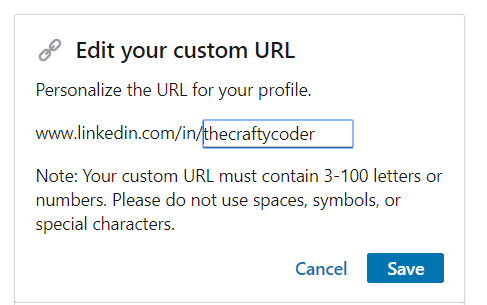 Edit your custom URL
Personalize the URL for your profile.
www.linkedin.com/in/thecraftycoder
Note: Your custom URL must contain 3-100 letters or
numbers. Please do not use spaces, symbols, or
special characters.
Cancel Save